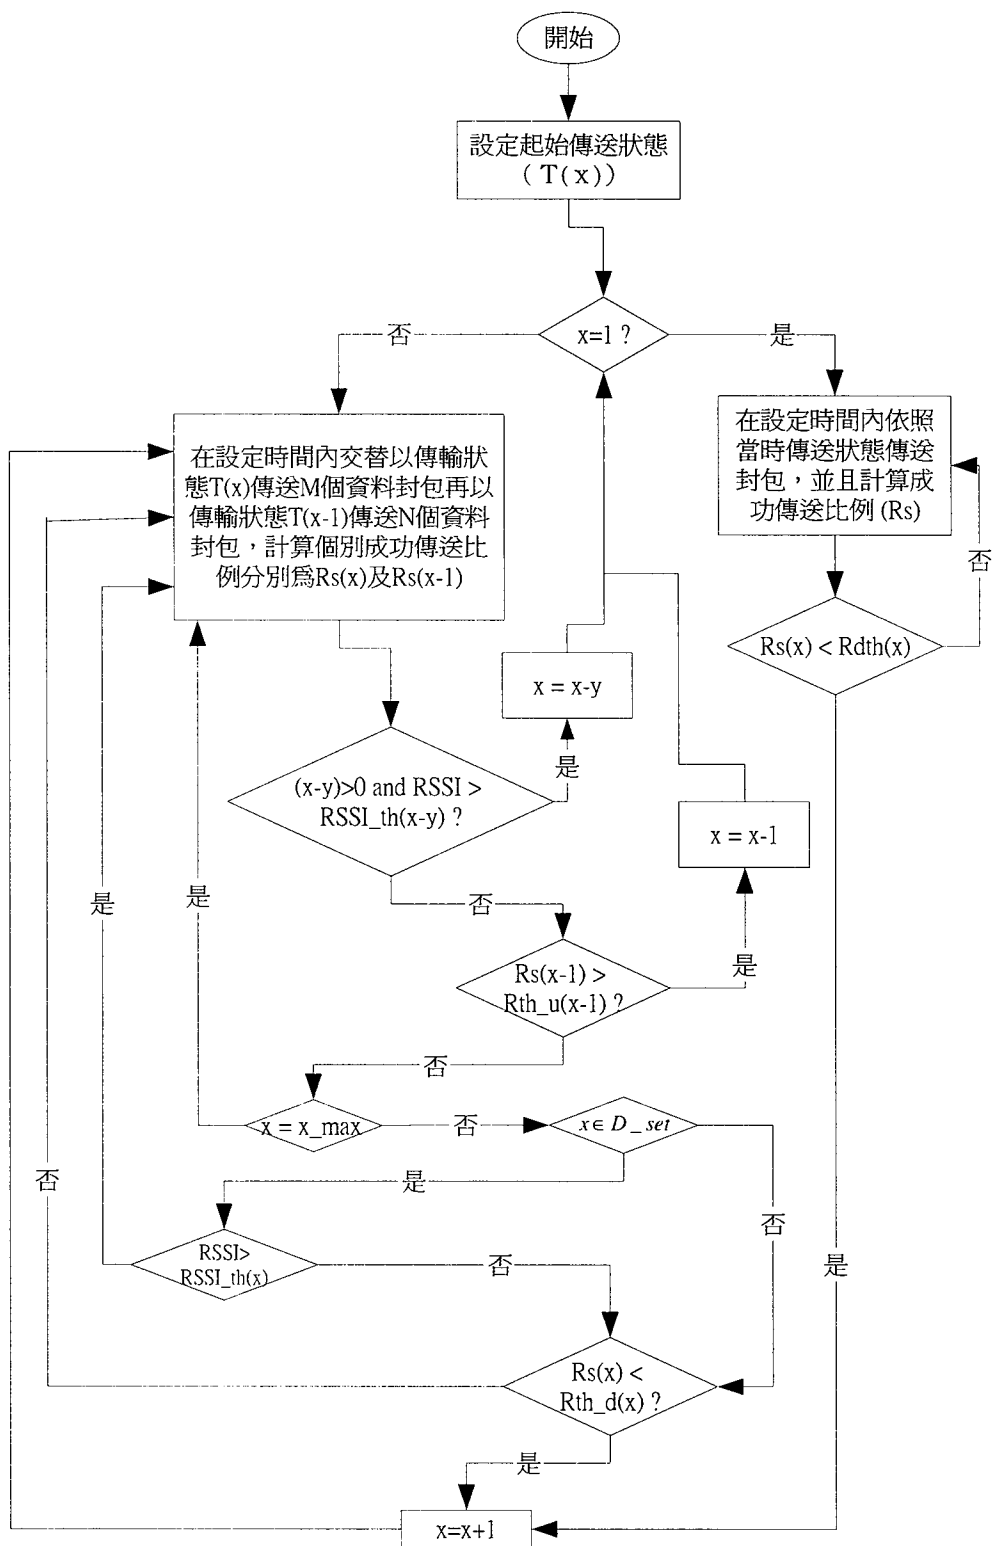 開始
設定起始傳送狀態
（T(x)）
x=1 ?
否
是
在設定時間內交替以傳輸狀
態T(x)傳送M個資料封包再以
傳輸狀態T(x-1)傳送N個資料
封包，計算個別成功傳送比
例分別爲Rs(x)及Rs(x-1)
在設定時間內依照
當時傳送狀態傳送
封包，並且計算成
功傳送比例(Rs)
否
Rs(x) < Rdth(x)
x = x-y
是
(x-y)>0 and RSSI >
RSSI_th(x-y) ?
x = x-1
是
是
否
Rs(x-1) >
Rth_u(x-1) ?
是
否
x = x_max
否
x∈ D_set
是
否
否
RSSI>
RSSI_th(x)
否
是
Rs(x) <
Rth_d(x) ?
是
x=x+1